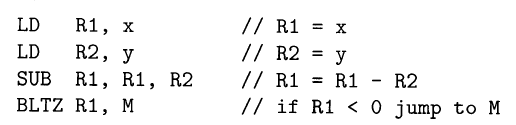 LD R1, x // R1 = x
LD R2, y // R2 = y
SUB R1, R1, R2 // R1 = R1 - R2
BLTZ R1, M // if R1 < 0 jump to M